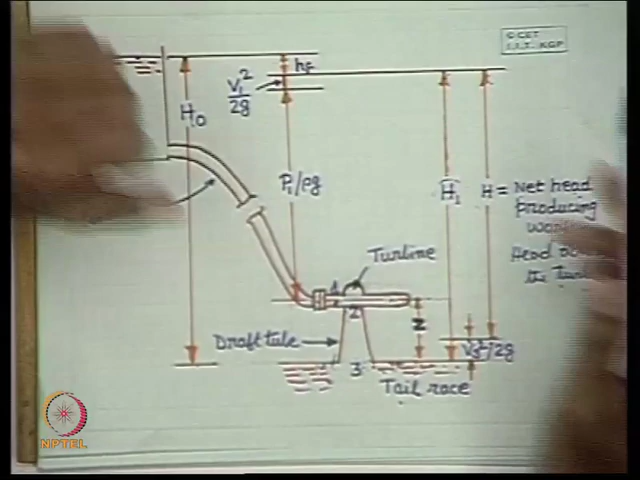 © CET
I.I.T. KGP
hf
V₁²
2g
H₀
P₁/ρg
H₁
H = Net head
producing
Head
the
Turbine
1
2
Z
Draft tube
V₃²/2g
3
Tail race
NPTEL